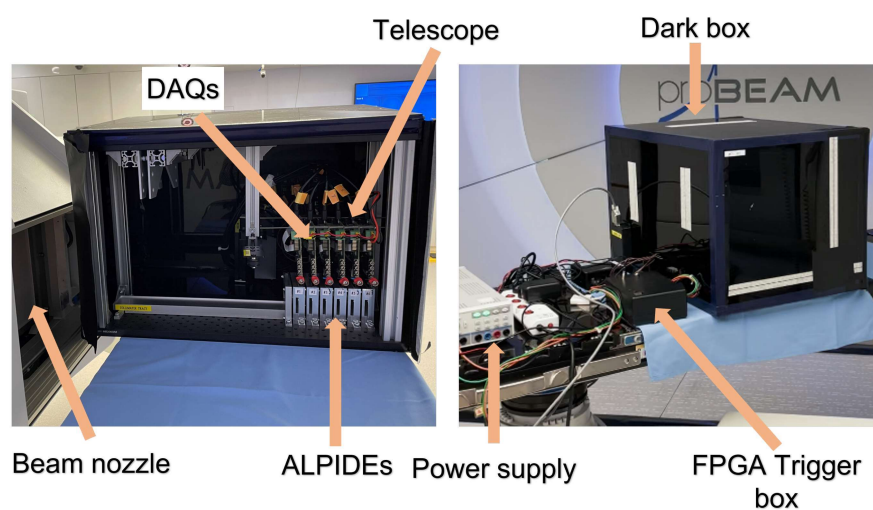 Telescope
Dark box
DAQs
proBEAM
Beam nozzle
ALPIDEs
Power supply
FPGA Trigger
box